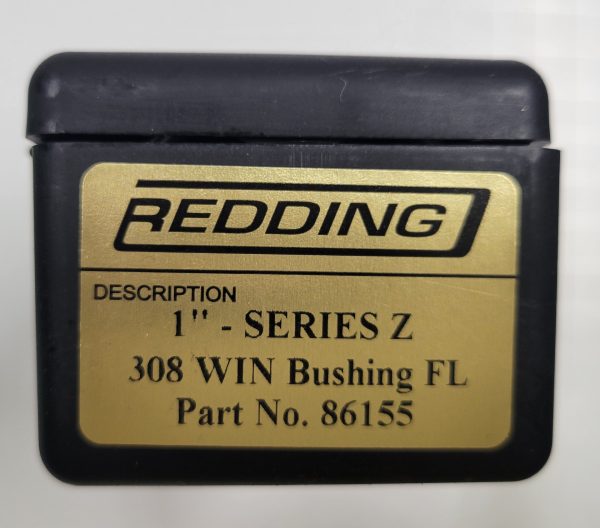 REDDING
DESCRIPTION
1" - SERIES Z
308 WIN Bushing FL
Part No. 86155